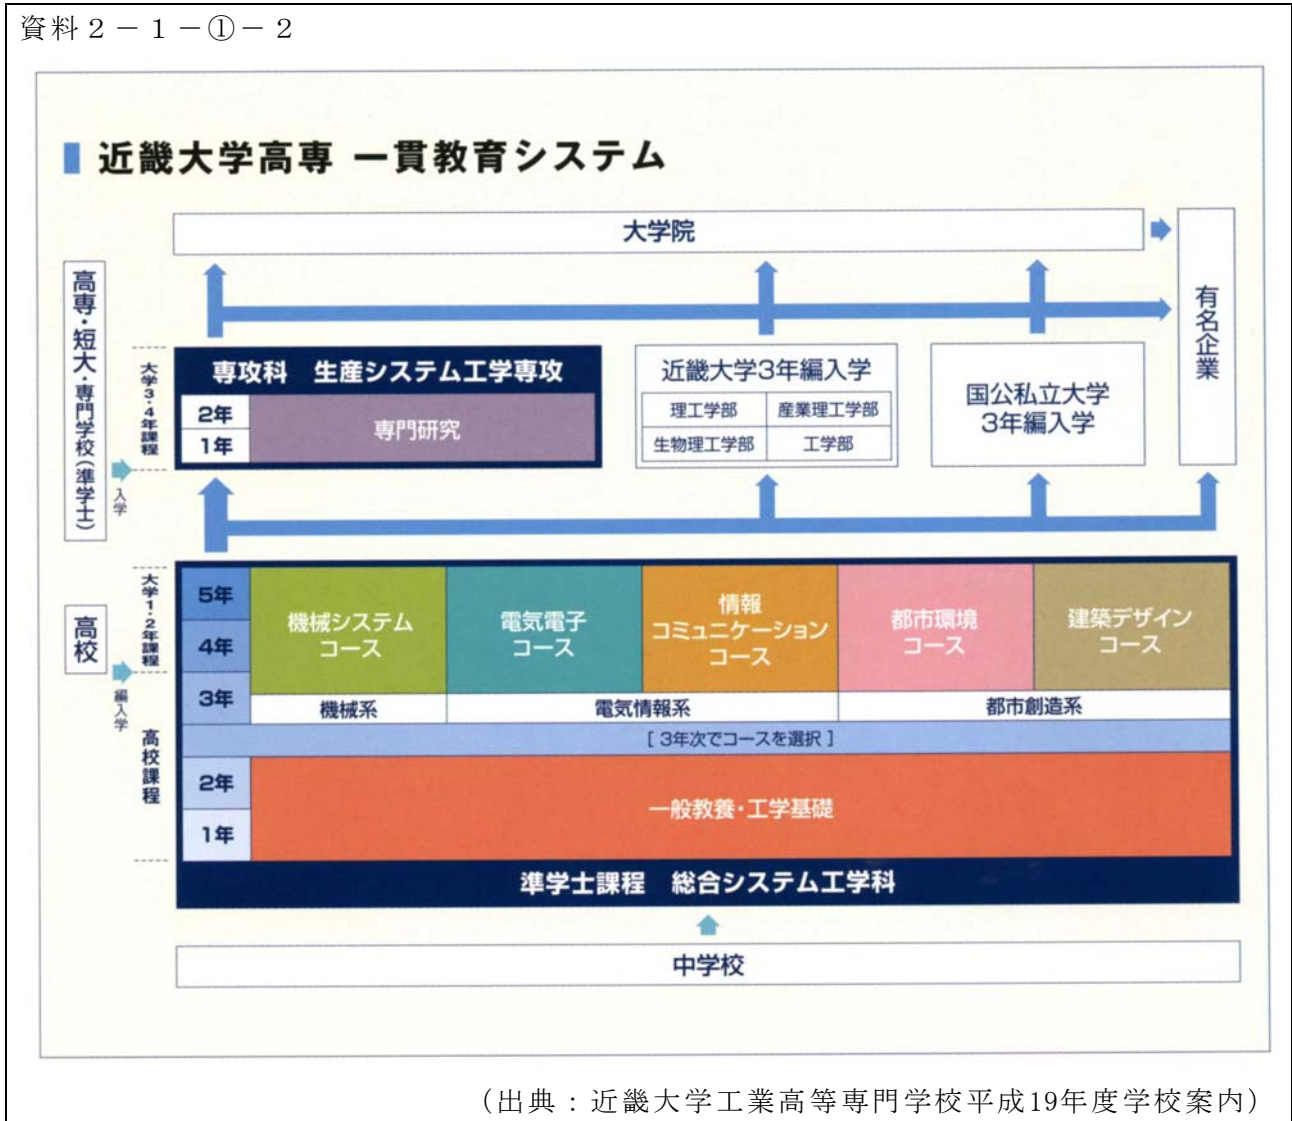 資料２－１－①－２
近畿大学高専 一貫教育システム
大学院
有名企業
高専・短大・専門学校(準学士)
入学
大学3・4年課程
専攻科　生産システム工学専攻
2年
1年
専門研究
近畿大学3年編入学
理工学部
産業理工学部
生物理工学部
工学部
国公私立大学
3年編入学
高校
編入学
大学1・2年課程
高校課程
5年
4年
3年
機械システム
コース
電気電子
コース
情報
コミュニケーション
コース
都市環境
コース
建築デザイン
コース
機械系
電気情報系
都市創造系
[ 3年次でコースを選択 ]
2年
1年
一般教養・工学基礎
準学士課程　総合システム工学科
中学校
（出典：近畿大学工業高等専門学校平成19年度学校案内）